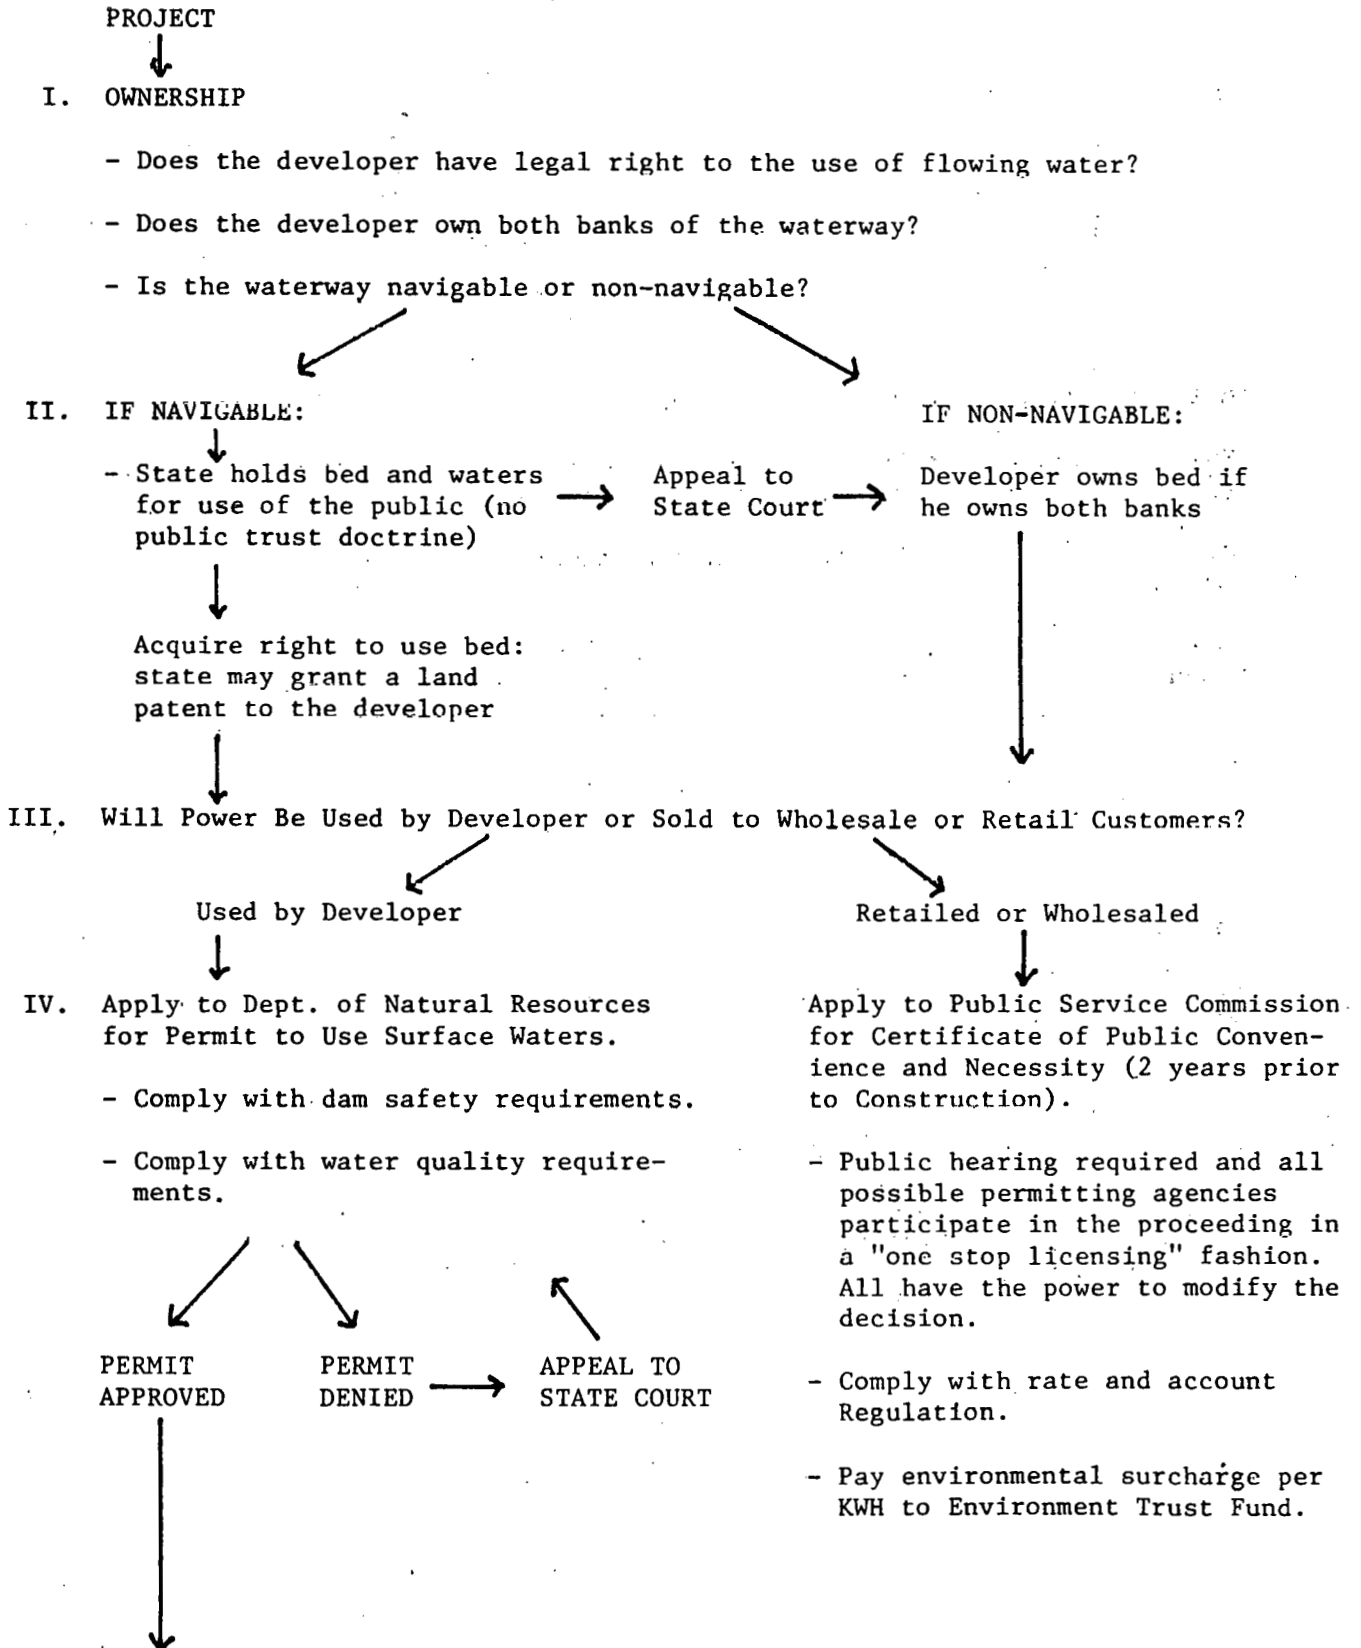 PROJECT
I. OWNERSHIP
- Does the developer have legal right to the use of flowing water?
- Does the developer own both banks of the waterway?
- Is the waterway navigable or non-navigable?
II. IF NAVIGABLE:
- State holds bed and waters
for use of the public (no
public trust doctrine)
Appeal to
State Court
IF NON-NAVIGABLE:
Developer owns bed if
he owns both banks
Acquire right to use bed:
state may grant a land
patent to the developer
III. Will Power Be Used by Developer or Sold to Wholesale or Retail Customers?
Used by Developer
Retailed or Wholesaled
IV. Apply to Dept. of Natural Resources
for Permit to Use Surface Waters.
- Comply with dam safety requirements.
- Comply with water quality require-
ments.
PERMIT
APPROVED
PERMIT
DENIED
APPEAL TO
STATE COURT
Apply to Public Service Commission
for Certificate of Public Conven-
ience and Necessity (2 years prior
to Construction).
- Public hearing required and all
possible permitting agencies
participate in the proceeding in
a "one stop licensing" fashion.
All have the power to modify the
decision.
- Comply with rate and account
Regulation.
- Pay environmental surcharge per
KWH to Environment Trust Fund.